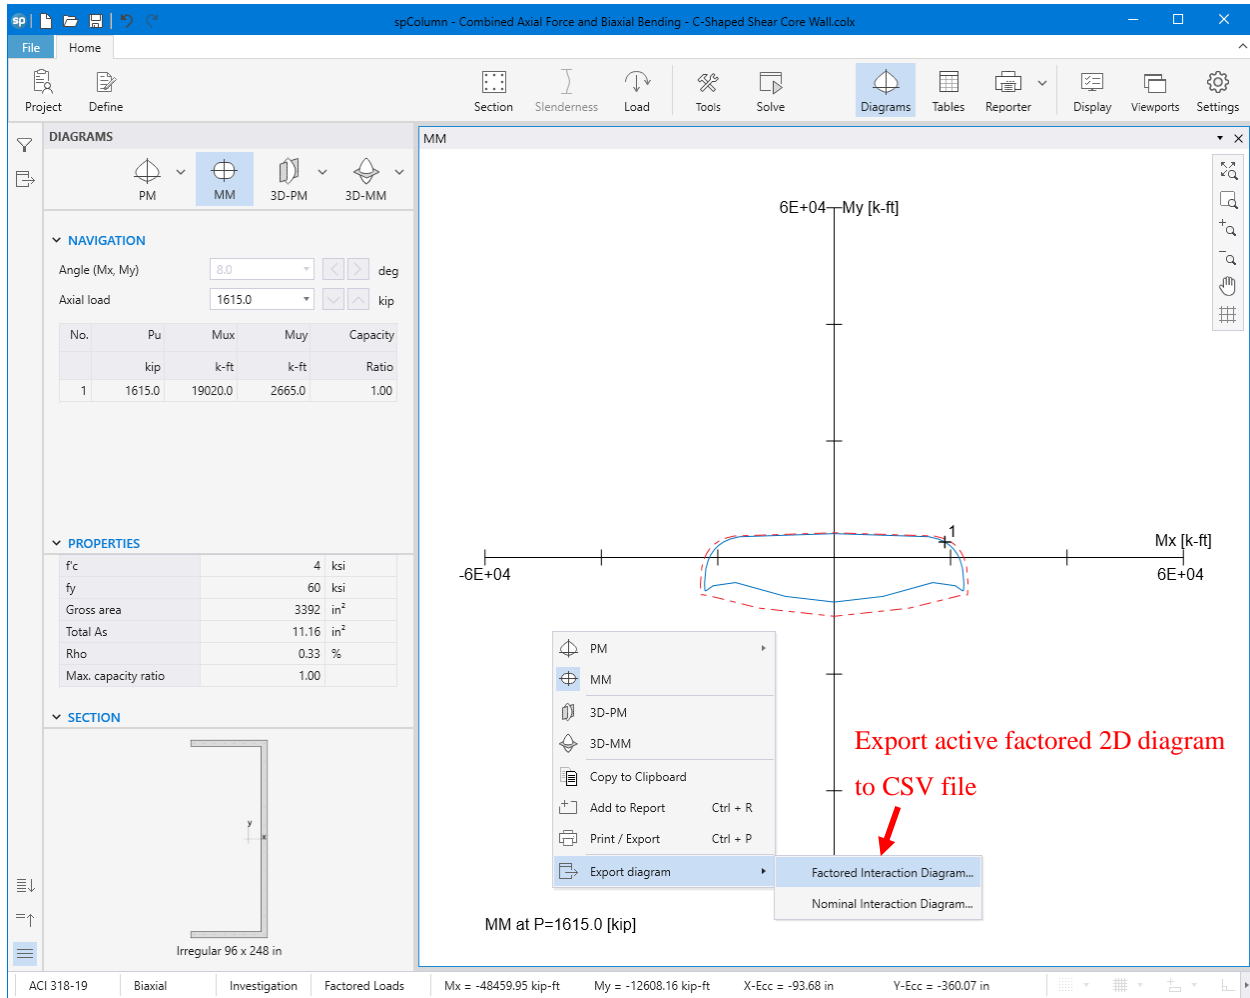 sp
spColumn - Combined Axial Force and Biaxial Bending - C-Shaped Shear Core Wall.colx
File Home
Project Define Section Slenderness Load Tools Solve Diagrams Tables Reporter Display Viewports Settings
DIAGRAMS
PM MM 3D-PM 3D-MM
NAVIGATION
Angle (Mx, My) 8.0 deg
Axial load 1615.0 kip
No. Pu Mux Muy Capacity
kip k-ft k-ft Ratio
1 1615.0 19020.0 2665.0 1.00
PROPERTIES
f'c 4 ksi
fy 60 ksi
Gross area 3392 in²
Total As 11.16 in²
Rho 0.33 %
Max. capacity ratio 1.00
SECTION
y
x
Irregular 96 x 248 in
MM
6E+04 My [k-ft]
1
Mx [k-ft]
-6E+04 6E+04
PM
MM
3D-PM
3D-MM
Copy to Clipboard
Add to Report Ctrl + R
Print / Export Ctrl + P
Export diagram
Factored Interaction Diagram...
Nominal Interaction Diagram...
Export active factored 2D diagram
to CSV file
MM at P=1615.0 [kip]
ACI 318-19 Biaxial Investigation Factored Loads Mx = -48459.95 kip-ft My = -12608.16 kip-ft X-Ecc = -93.68 in Y-Ecc = -360.07 in